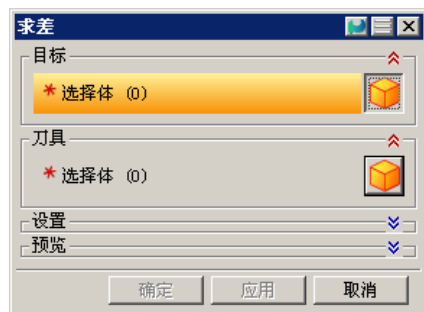 求差
目标
* 选择体 (0)
刀具
* 选择体 (0)
设置
预览
确定 应用 取消